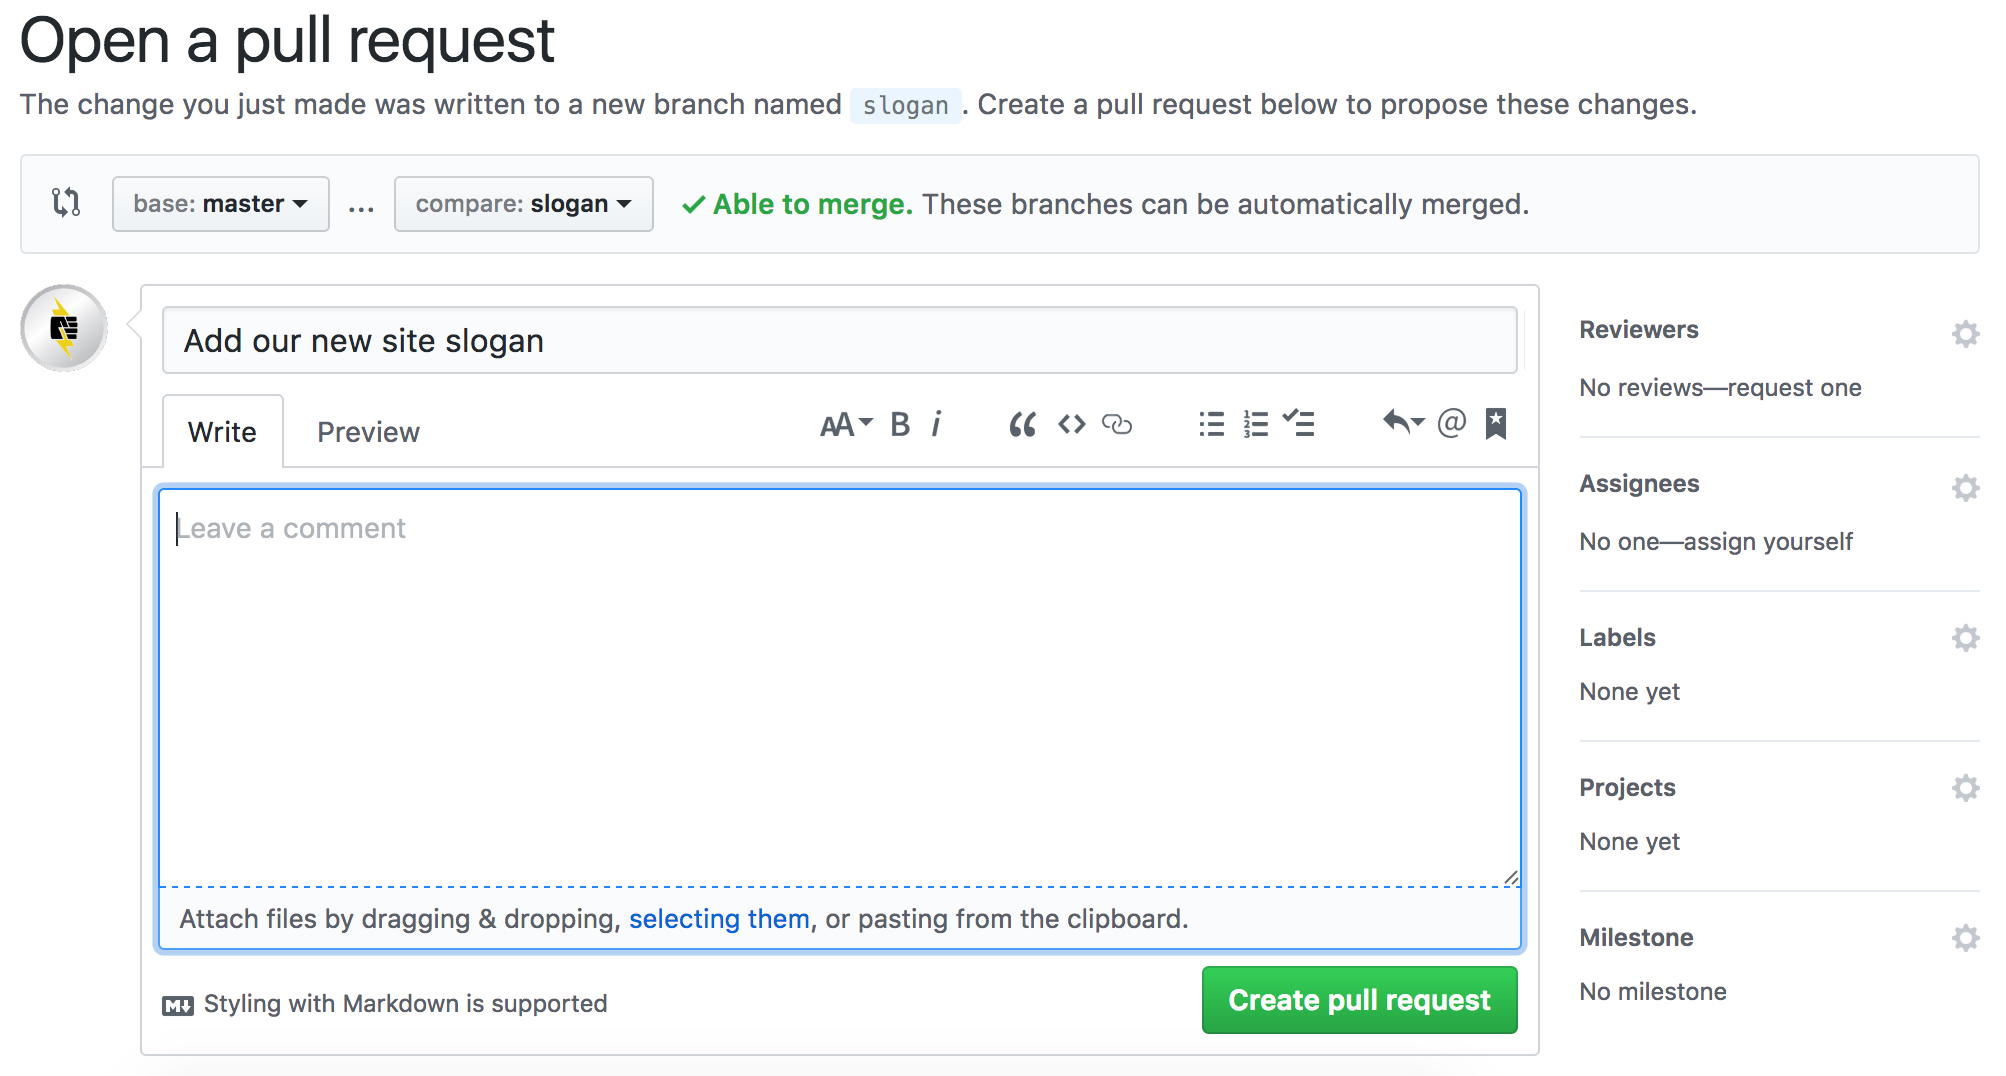 Open a pull request
The change you just made was written to a new branch named slogan. Create a pull request below to propose these changes.
base: master ... compare: slogan Able to merge. These branches can be automatically merged.
Add our new site slogan
Write Preview AA B i
Leave a comment
Attach files by dragging & dropping, selecting them, or pasting from the clipboard.
Styling with Markdown is supported
Create pull request
Reviewers
No reviews—request one
Assignees
No one—assign yourself
Labels
None yet
Projects
None yet
Milestone
No milestone